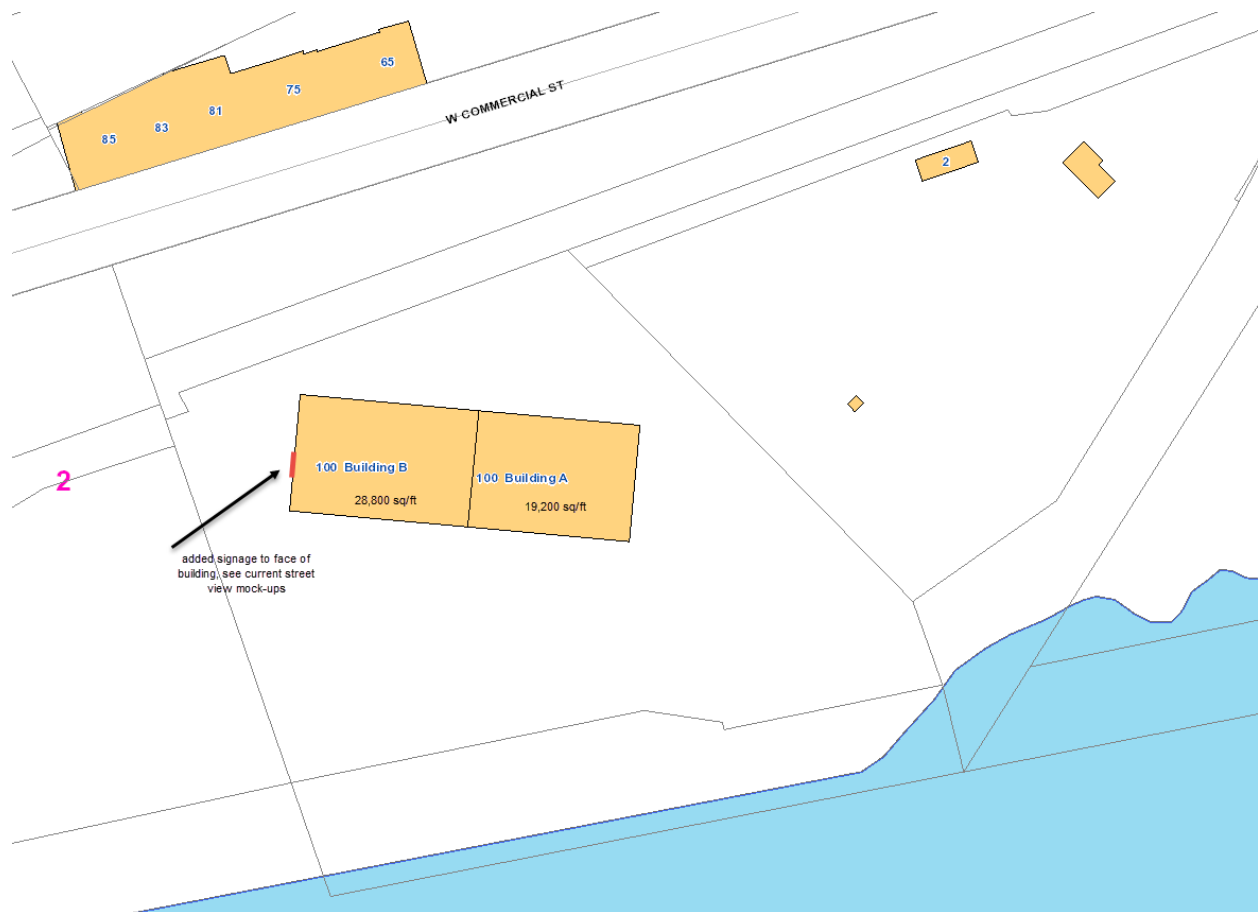 65
75
81
83
85
W COMMERCIAL ST
2
2
100 Building B
28,800 sq/ft
100 Building A
19,200 sq/ft
added signage to face of
building, see current street
view mock-ups